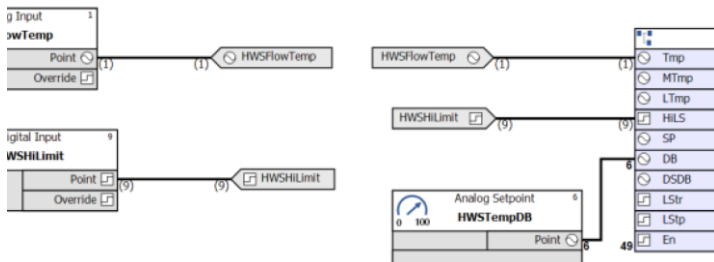 g Input 1
owTemp
Point
(1)
Override
(1)
HWSFlowTemp
igital Input 9
WSHiLimit
Point
(9)
Override
(9)
HWSHiLimit
HWSFlowTemp
(1)
HWSHiLimit
(9)
Analog Setpoint 6
HWSTempDB
0 100
Point
6
(1)
Tmp
MTmp
LTmp
(9)
HiLS
SP
6
DB
DSDB
LStr
LStp
49
En